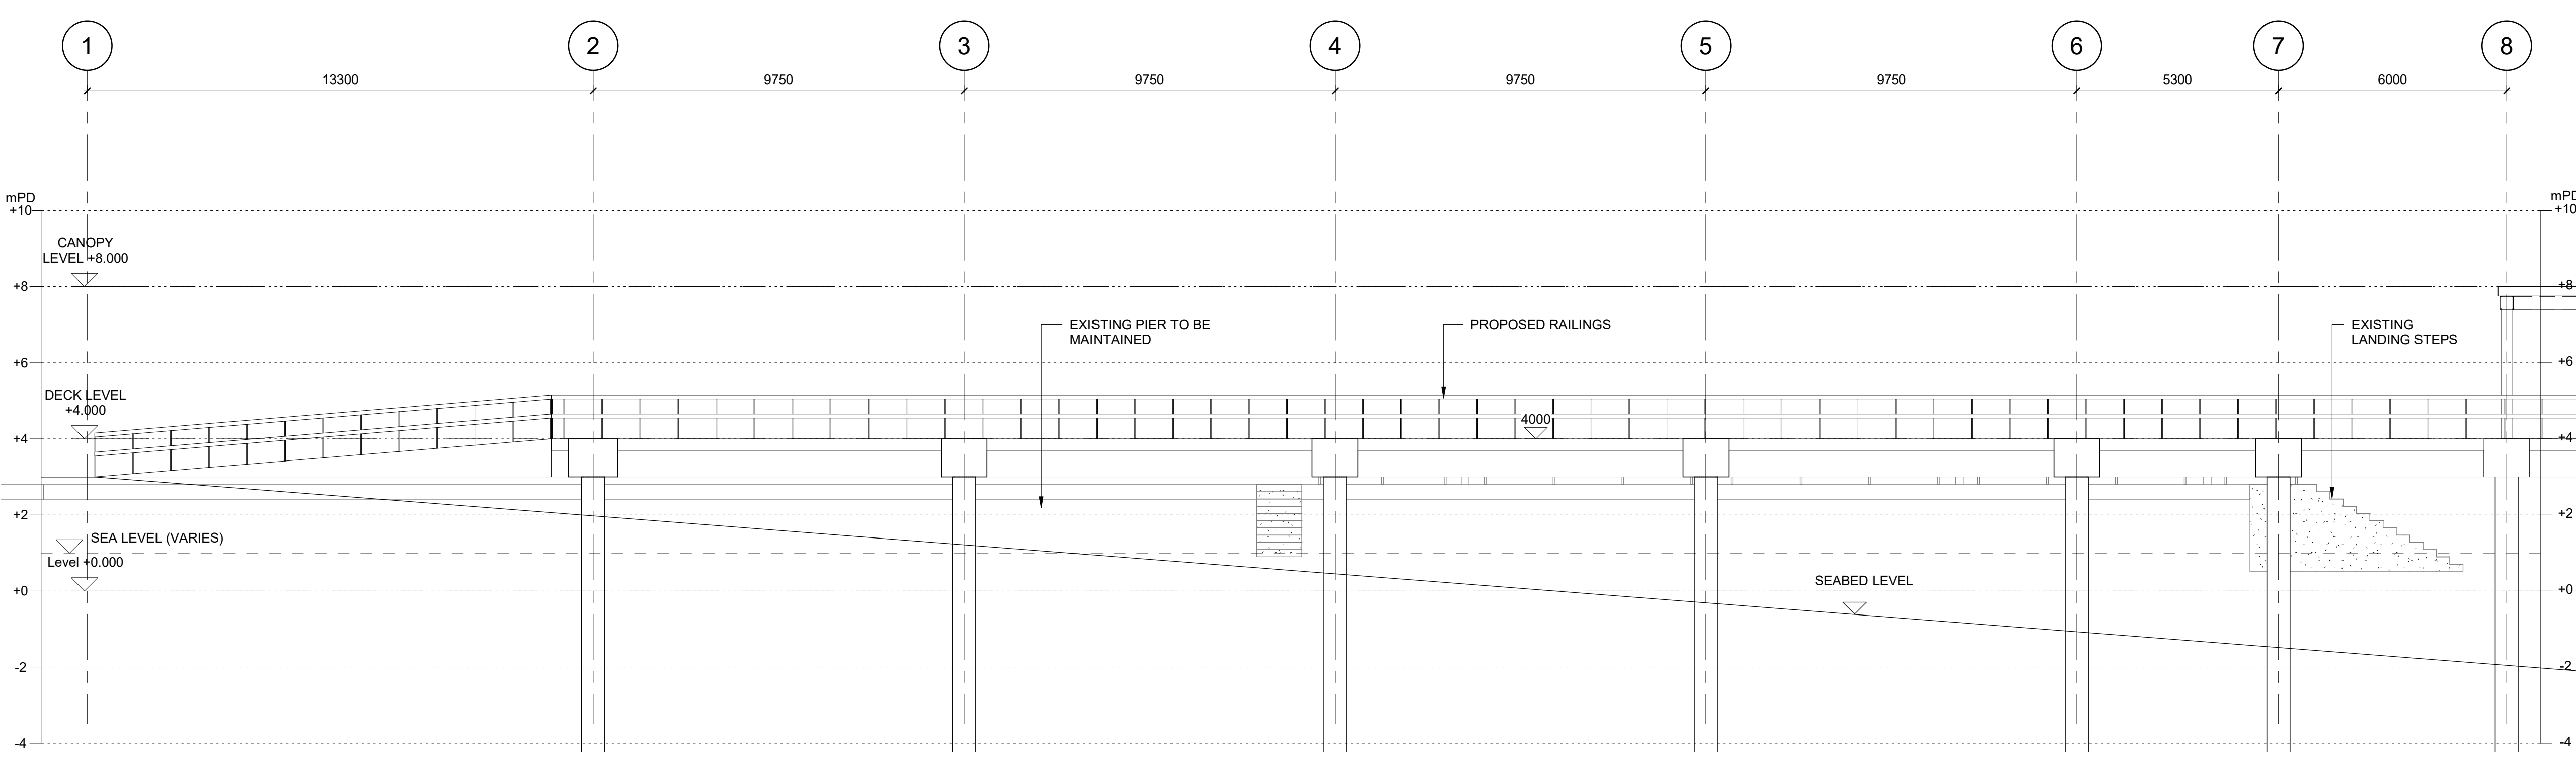 1 2 3 4 5 6 7 8
13300 9750 9750 9750 9750 5300 6000
mPD
+10
CANOPY
LEVEL +8.000
+8
+6
DECK LEVEL
+4.000
+4
+2
SEA LEVEL (VARIES)
Level +0.000
+0
-2
-4
EXISTING PIER TO BE
MAINTAINED
PROPOSED RAILINGS
4000
SEABED LEVEL
EXISTING
LANDING STEPS
mPD
+10
+8
+6
+4
+2
+0
-2
-4